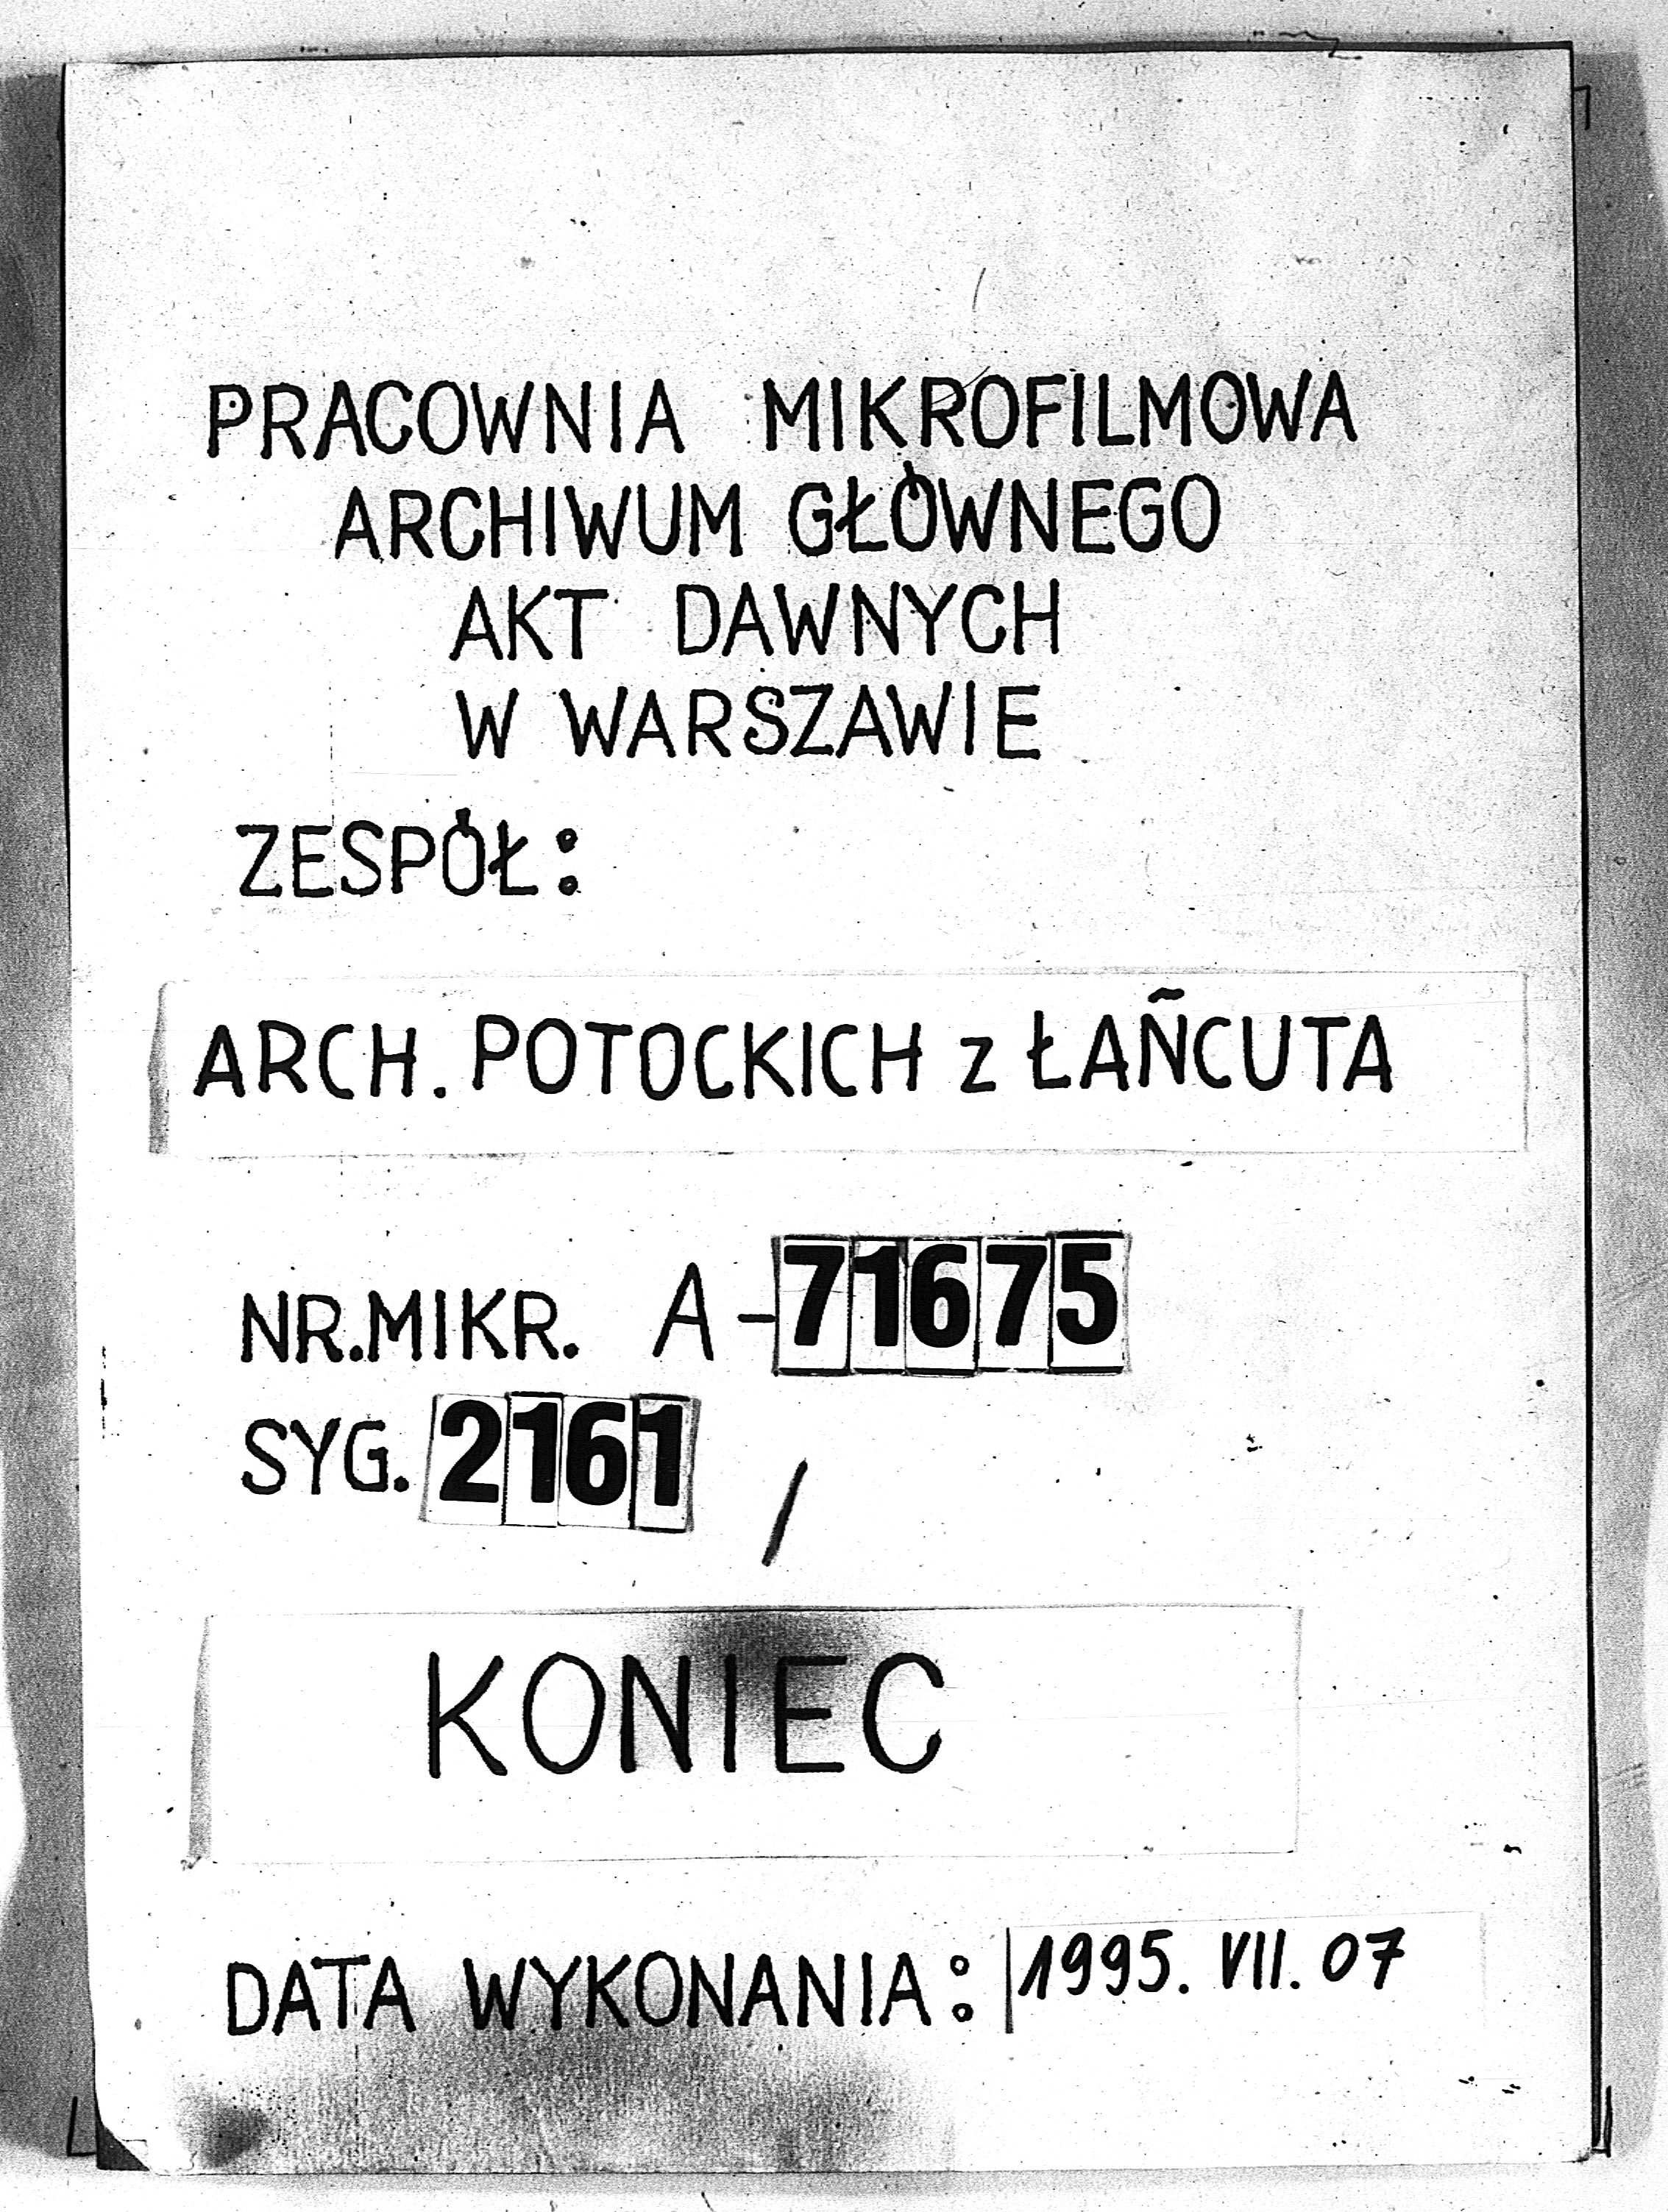 PRACOWNIA MIKROFILMOWA
ARCHIWUM GŁÓWNEGO
AKT DAWNYCH
W WARSZAWIE
ZESPÓŁ:
ARCH. POTOCKICH z ŁAŃCUTA
NR.MIKR. A-71675
SYG. 2161 /
KONIEC
DATA WYKONANIA: 1995. VII. 07